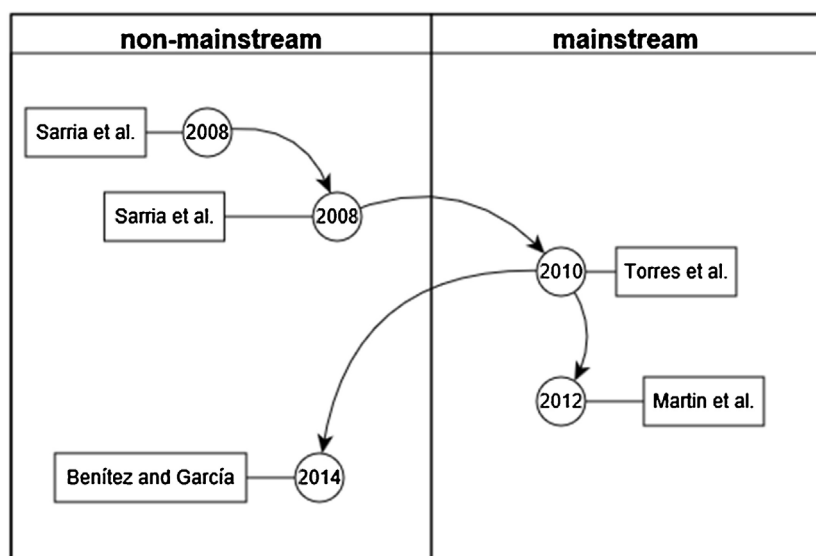 non-mainstream
mainstream
Sarria et al.
2008
Sarria et al.
2008
2010
Torres et al.
2012
Martin et al.
Benítez and García
2014